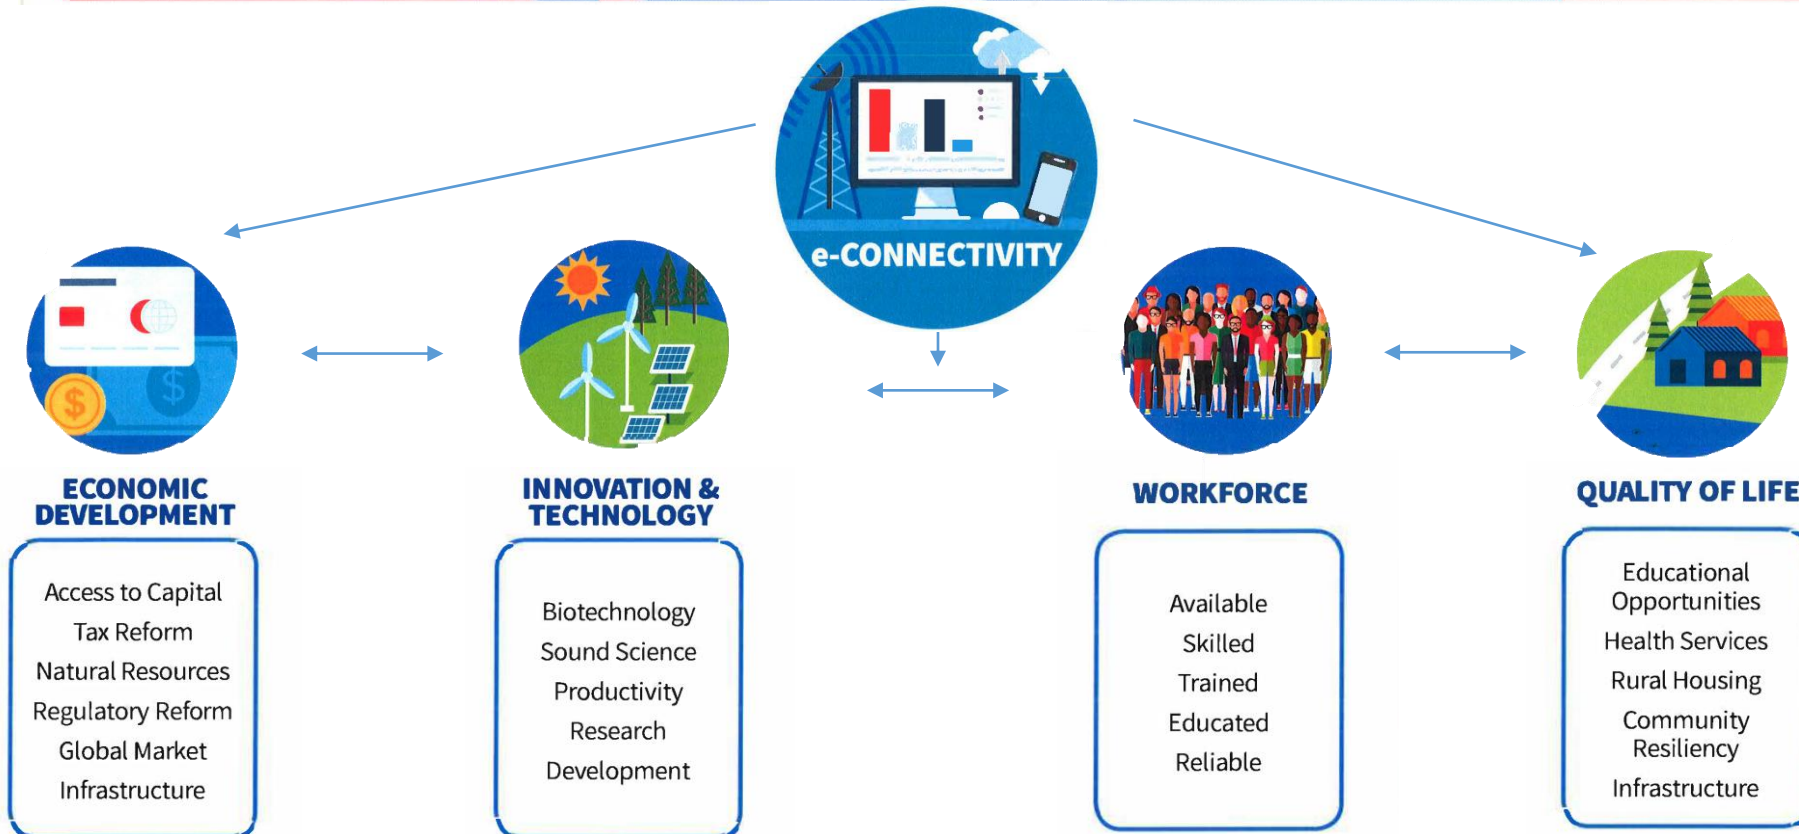 e-CONNECTIVITY
ECONOMIC
DEVELOPMENT
Access to Capital
Tax Reform
Natural Resources
Regulatory Reform
Global Market
Infrastructure
INNOVATION &
TECHNOLOGY
Biotechnology
Sound Science
Productivity
Research
Development
WORKFORCE
Available
Skilled
Trained
Educated
Reliable
QUALITY OF LIFE
Educational
Opportunities
Health Services
Rural Housing
Community
Resiliency
Infrastructure